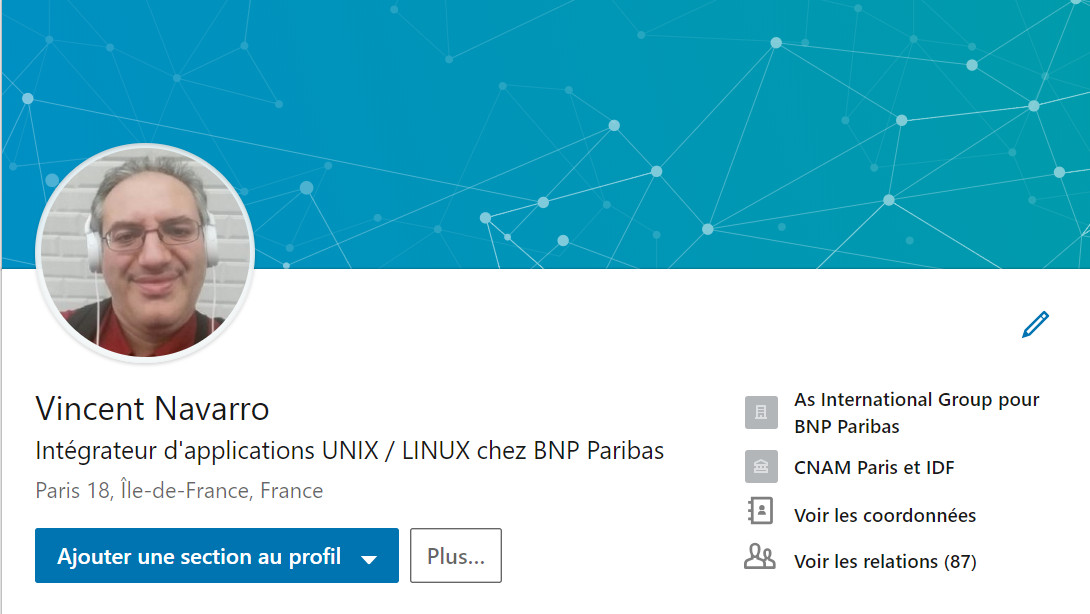 Vincent Navarro
Intégrateur d'applications UNIX / LINUX chez BNP Paribas
Paris 18, Île-de-France, France
Ajouter une section au profil
Plus...
As International Group pour
BNP Paribas
CNAM Paris et IDF
Voir les coordonnées
Voir les relations (87)